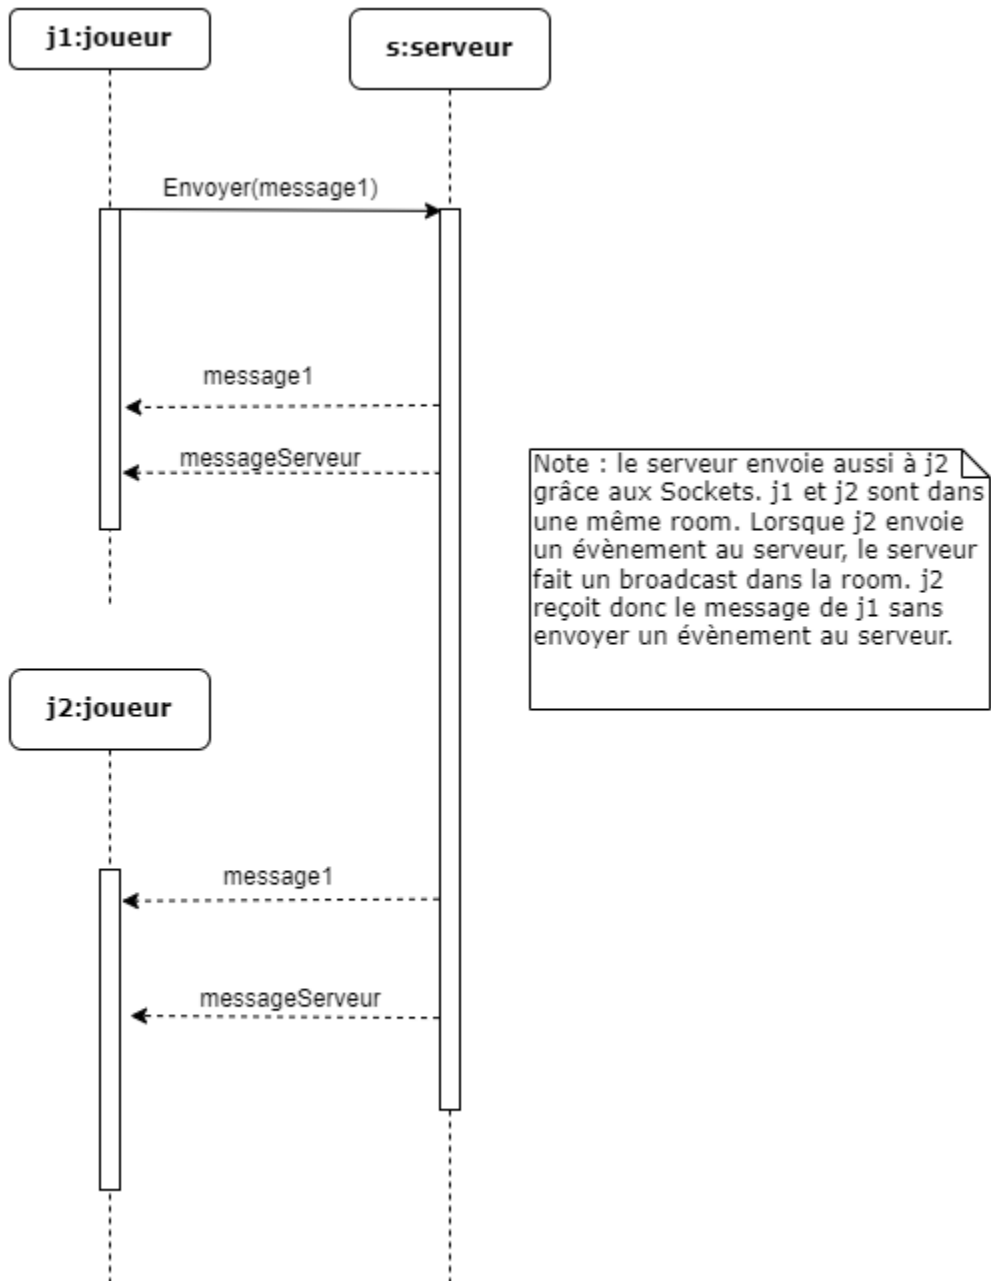 j1:joueur
s:serveur
Envoyer(message1)
message1
messageServeur
Note : le serveur envoie aussi à j2
grâce aux Sockets. j1 et j2 sont dans
une même room. Lorsque j2 envoie
un évènement au serveur, le serveur
fait un broadcast dans la room. j2
reçoit donc le message de j1 sans
envoyer un évènement au serveur.
j2:joueur
message1
messageServeur